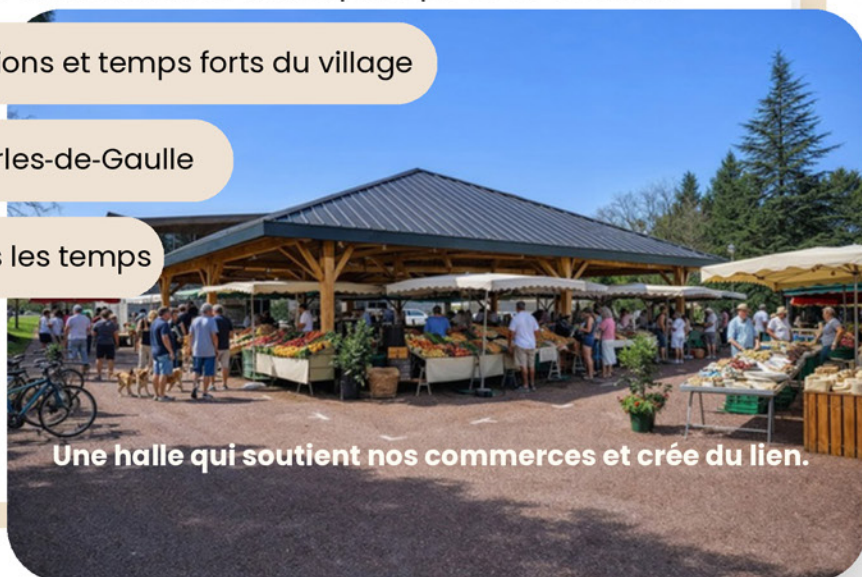 ions et temps forts du village
rles-de-Gaulle
s les temps
Une halle qui soutient nos commerces et crée du lien.